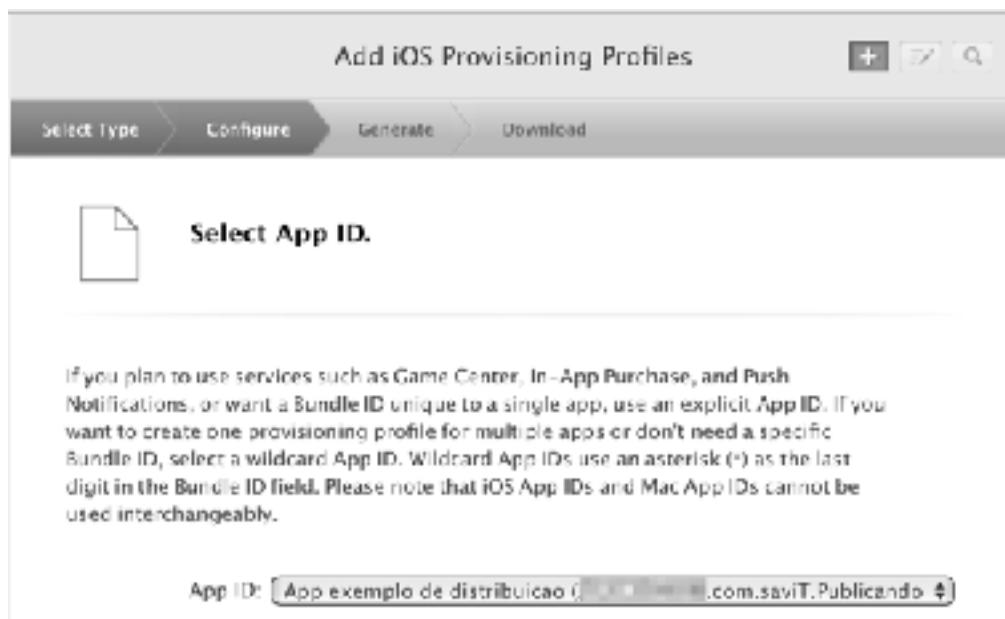 Add iOS Provisioning Profiles
Select Type Configure Generate Download
Select App ID.
If you plan to use services such as Game Center, In-App Purchase, and Push
Notifications, or want a Bundle ID unique to a single app, use an explicit App ID. If you
want to create one provisioning profile for multiple apps or don't need a specific
Bundle ID, select a wildcard App ID. Wildcard App IDs use an asterisk (*) as the last
digit in the Bundle ID field. Please note that iOS App IDs and Mac App IDs cannot be
used interchangeably.
App ID: App exemplo de distribuicao ( .com.saviT.Publicando